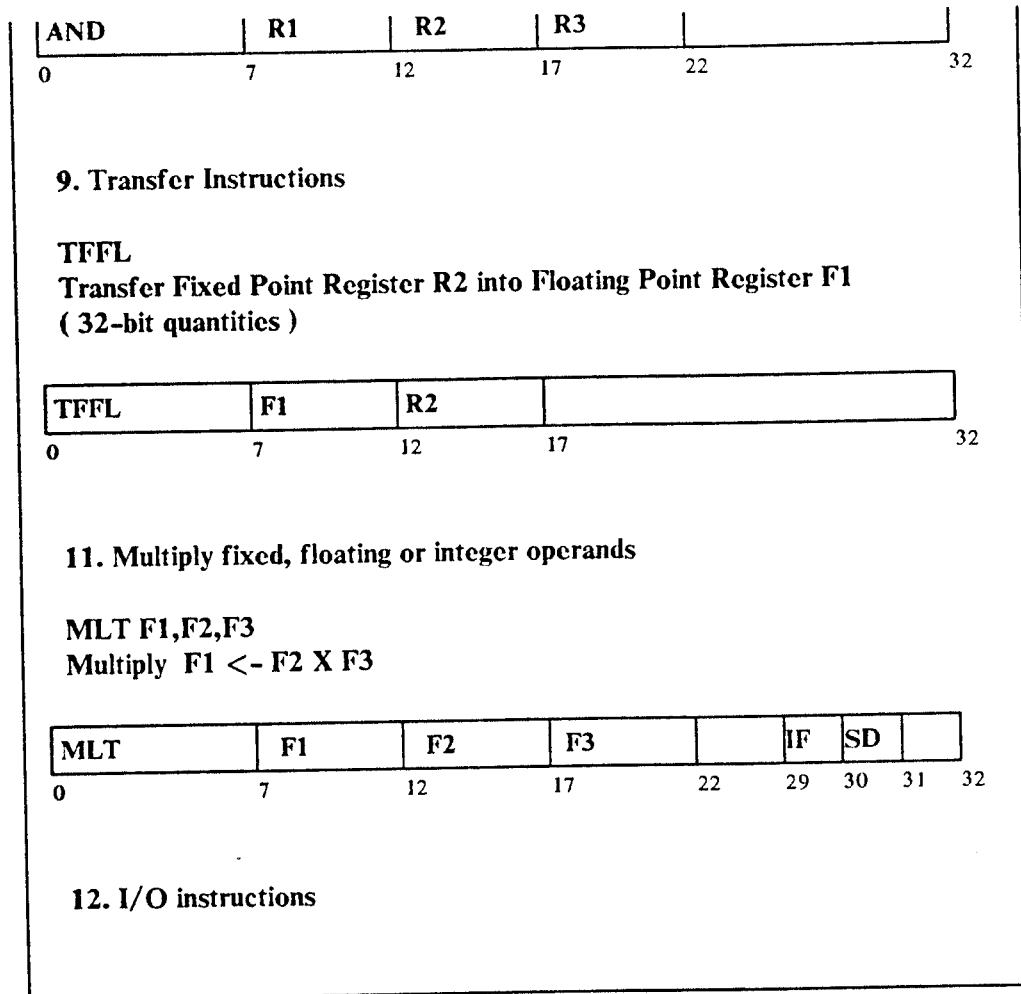 AND R1 R2 R3
0 7 12 17 22 32
9. Transfer Instructions
TFFL
Transfer Fixed Point Register R2 into Floating Point Register F1
( 32-bit quantities )
TFFL F1 R2
0 7 12 17 32
11. Multiply fixed, floating or integer operands
MLT F1,F2,F3
Multiply F1 <- F2 X F3
MLT F1 F2 F3 IF SD
0 7 12 17 22 29 30 31 32
12. I/O instructions